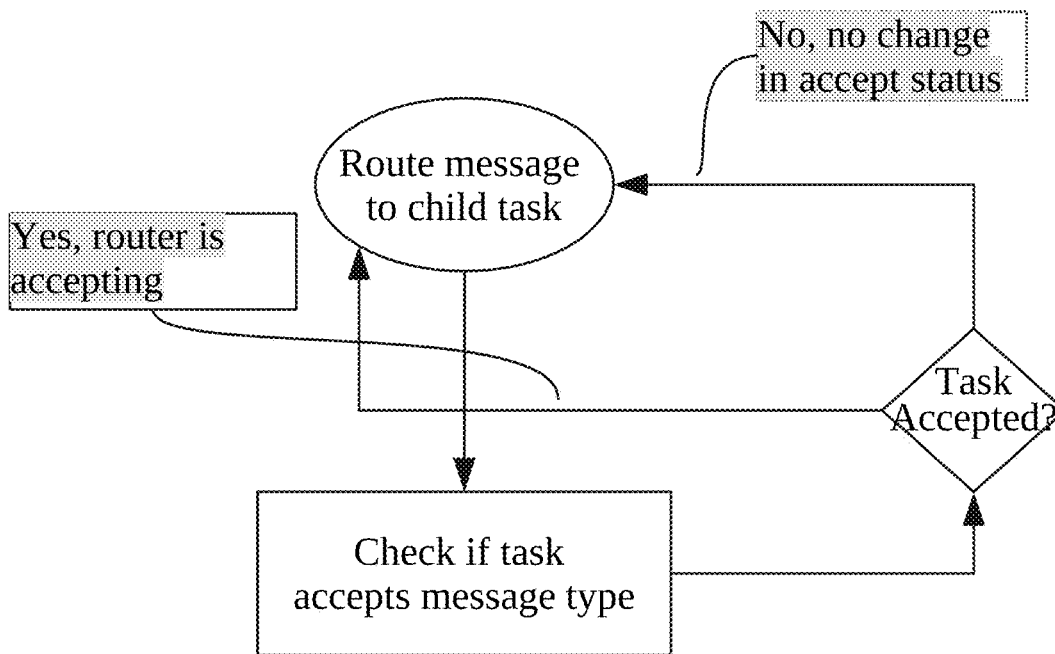 No, no change
in accept status
Route message
to child task
Yes, router is
accepting
Task
Accepted?
Check if task
accepts message type